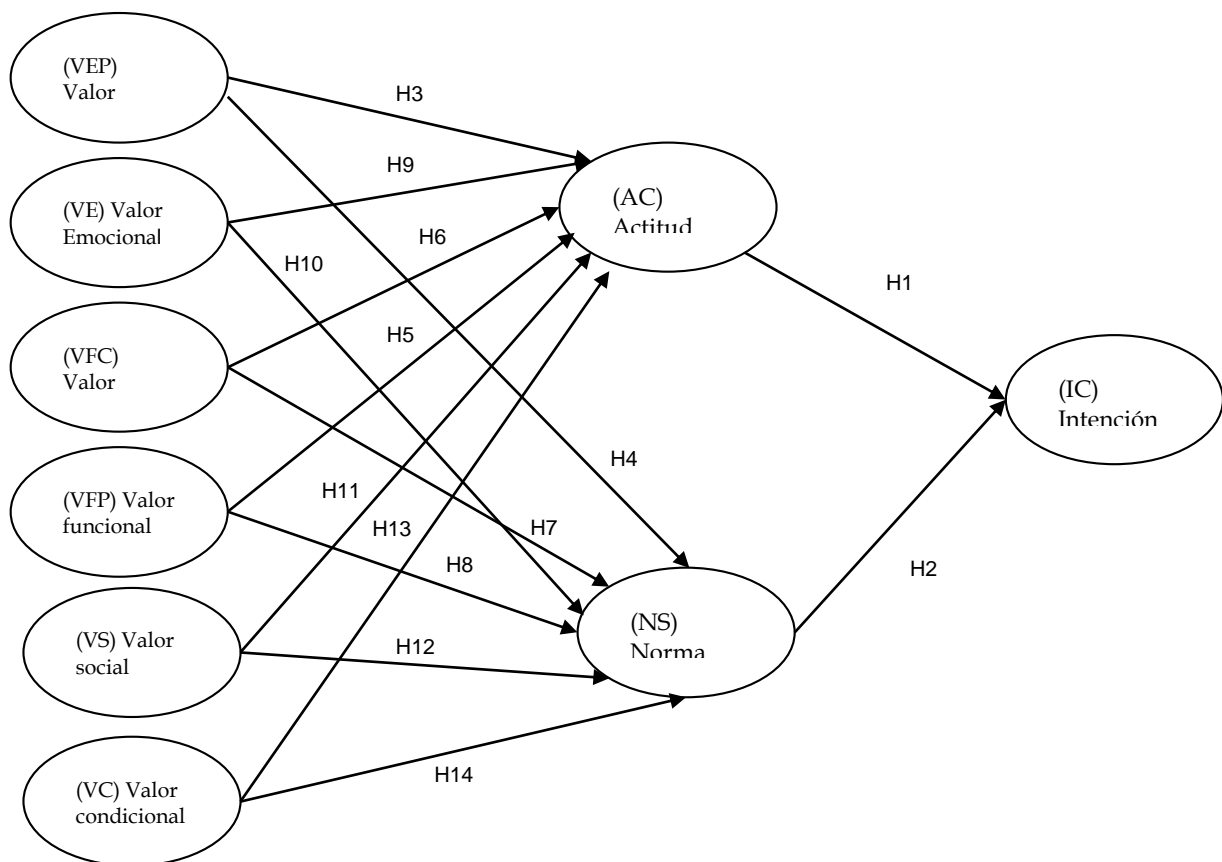 (VEP)
Valor
H3
H9
(VE) Valor
Emocional
(AC)
Actitud
H6
H10
H1
H5
(VFC)
Valor
(IC)
Intención
H4
(VFP) Valor
funcional
H11
H13
H7
H8
H2
(NS)
Norma
(VS) Valor
social
H12
H14
(VC) Valor
condicional